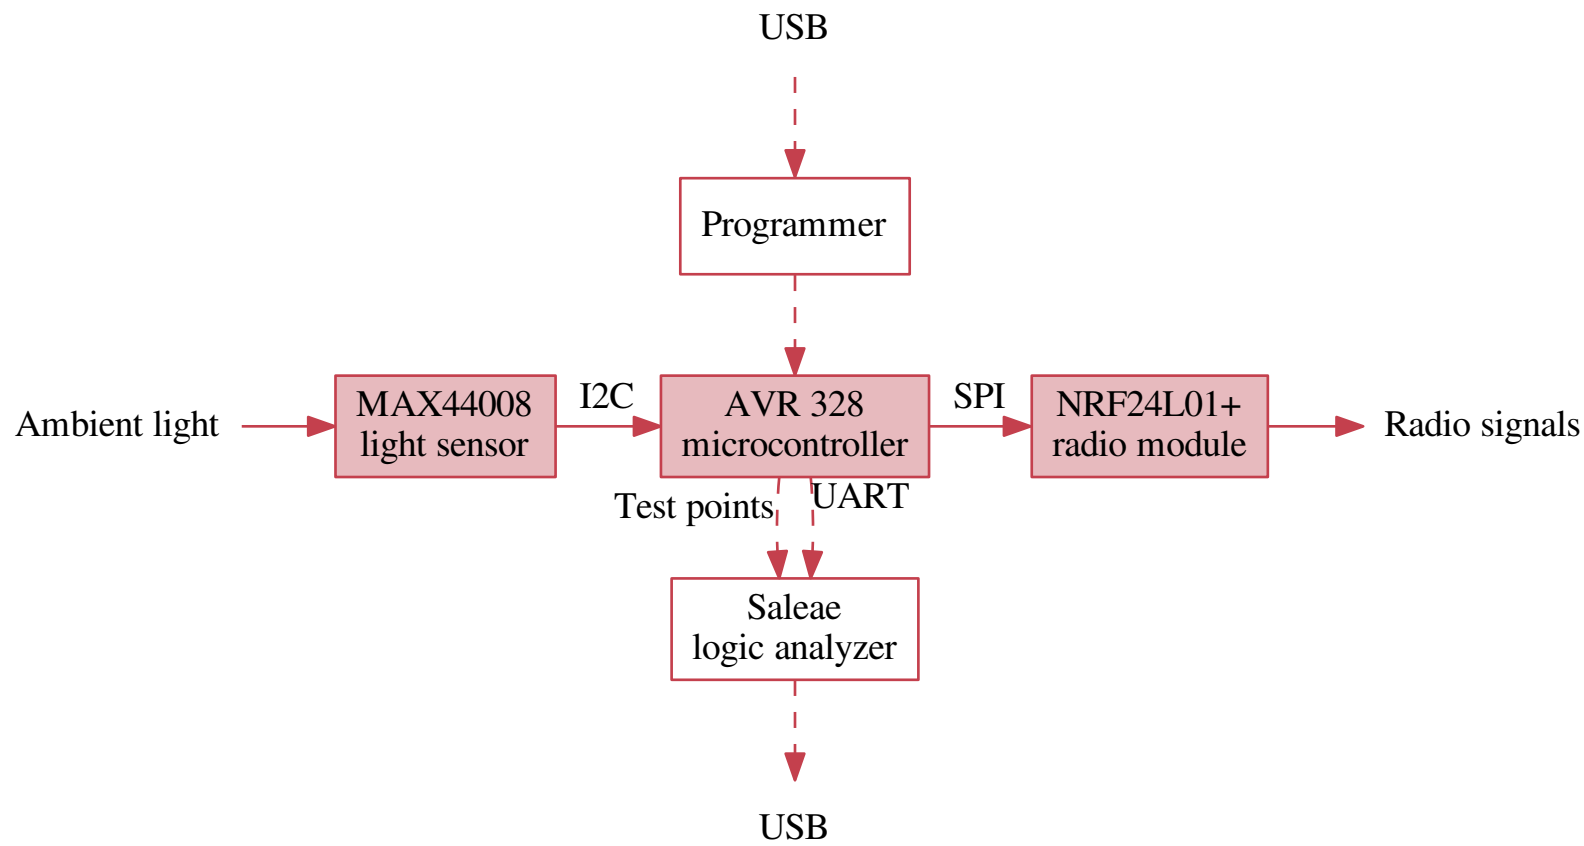 USB
Programmer
Ambient light
MAX44008
light sensor
I2C
AVR 328
microcontroller
SPI
NRF24L01+
radio module
Radio signals
Test points
UART
Saleae
logic analyzer
USB